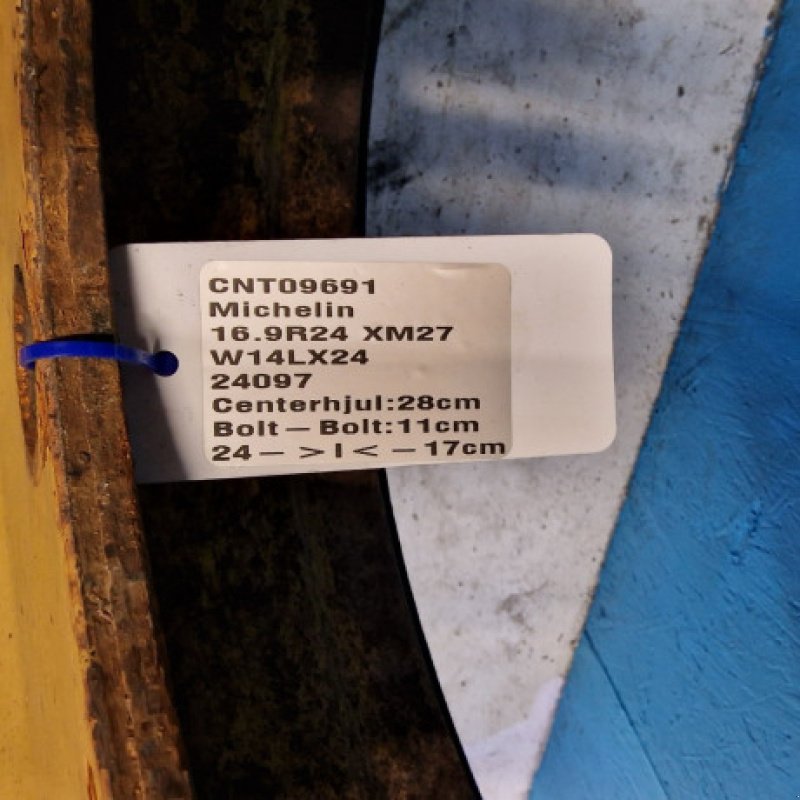 CNT09691
Michelin
16.9R24 XM27
W14LX24
24097
Centerhjul:28cm
Bolt – Bolt:11cm
24 – > I < – 17cm